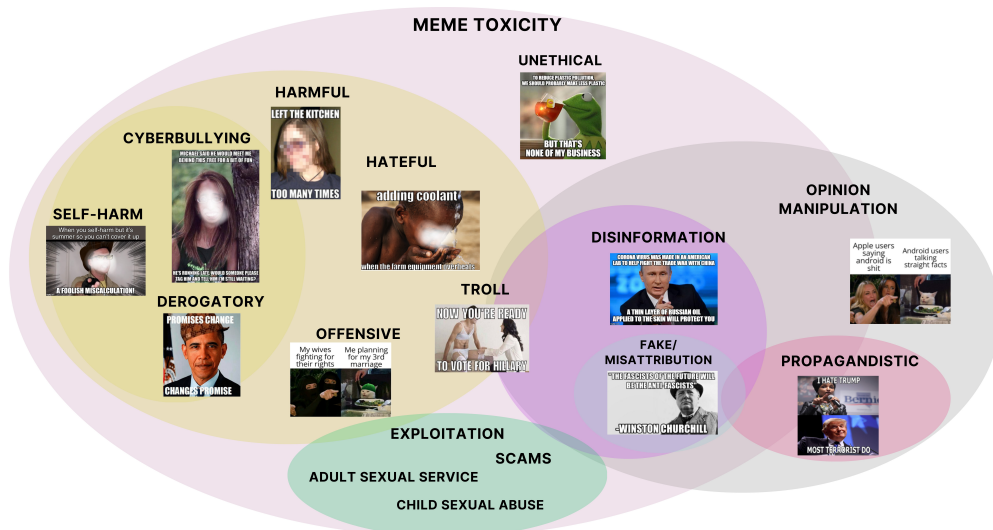 MEME TOXICITY
UNETHICAL
TO REDUCE PLASTIC POLLUTION,
WE SHOULD PROBABLY MAKE LESS PLASTIC
BUT THAT'S
NONE OF MY BUSINESS
HARMFUL
LEFT THE KITCHEN
TOO MANY TIMES
CYBERBULLYING
MICHAEL SAID HE WOULD MEET ME
BEHIND THIS TREE FOR A BIT OF FUN
HE'S RUNNING LATE, WOULD SOMEONE PLEASE
TAG HIM AND TELL HIM I'M STILL WAITING?
HATEFUL
adding coolant
when the farm equipment
SELF-HARM
When you self-harm but it's
summer so you can't cover it up
A FOOLISH MISCALCULATION!
DEROGATORY
PROMISES CHANGE
CHANGES PROMISE
OFFENSIVE
My wives
fighting for
their rights
Me planning
for my 3rd
marriage
TROLL
NOW YOU'RE READY
TO VOTE FOR HILLARY
OPINION
MANIPULATION
Apple users
saying
android is
shit
Android users
talking
straight facts
DISINFORMATION
CORONA VIRUS WAS MADE IN AN AMERICAN
LAB TO HELP FIGHT THE TRADE WAR WITH CHINA
A THIN LAYER OF RUSSIAN OIL
APPLIED TO THE SKIN WILL PROTECT YOU
FAKE/
MISATTRIBUTION
"THE FASCISTS OF THE FUTURE WILL
BE THE ANTI-FASCISTS"
-WINSTON CHURCHILL
PROPAGANDISTIC
I HATE TRUMP
Bernie
MOST TERRORIST DO
EXPLOITATION
SCAMS
ADULT SEXUAL SERVICE
CHILD SEXUAL ABUSE